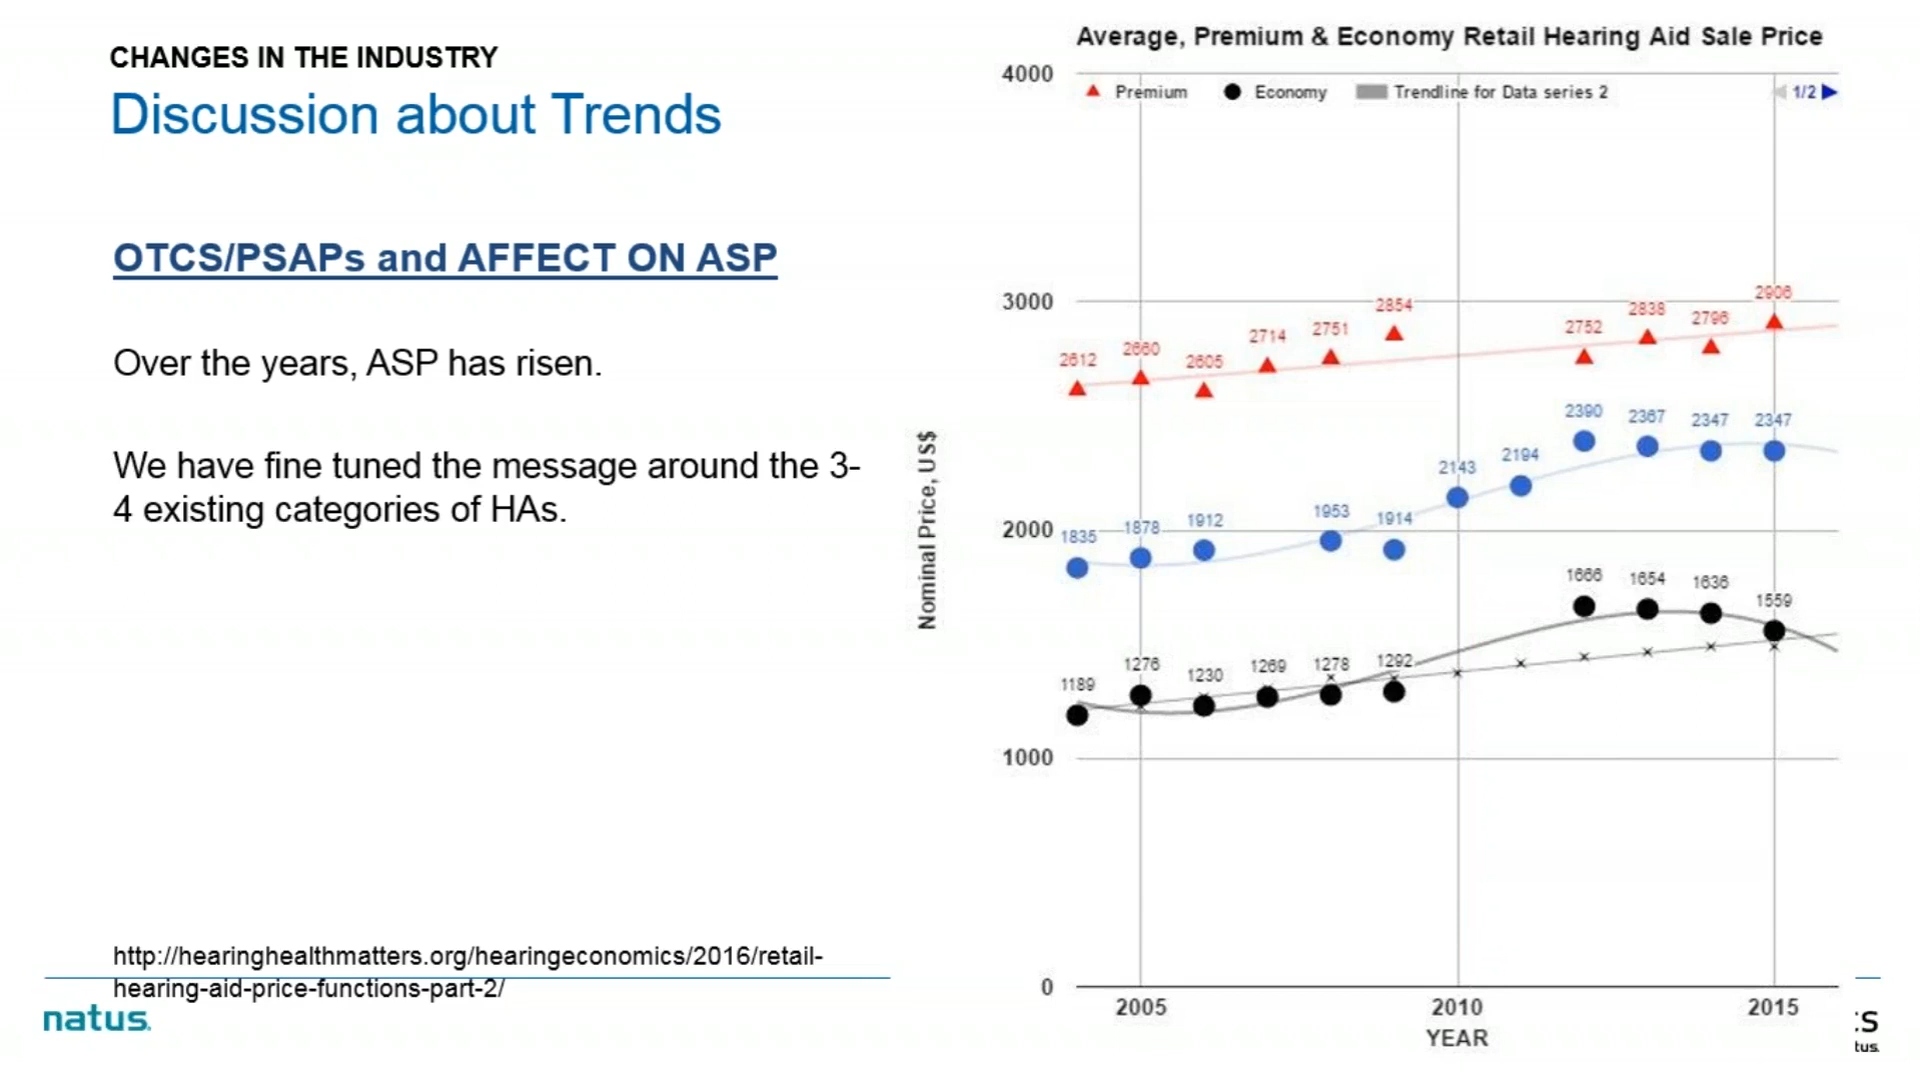 CHANGES IN THE INDUSTRY
Discussion about Trends
OTCS/PSAPs and AFFECT ON ASP
Over the years, ASP has risen.
We have fine tuned the message around the 3-
4 existing categories of HAs.
http://hearinghealthmatters.org/hearingeconomics/2016/retail-
hearing-aid-price-functions-part-2/
natus.
Average, Premium & Economy Retail Hearing Aid Sale Price
Premium Economy Trendline for Data series 2 1/2
4000
3000
2000
1000
0
Nominal Price, US$
2612 2660 2605 2714 2751 2854 2752 2838 2796 2906
1835 1878 1912 1953 1914 2143 2194 2390 2367 2347 2347
1189 1276 1230 1269 1278 1292 1666 1654 1636 1559
2005 2010 2015
YEAR
tus.